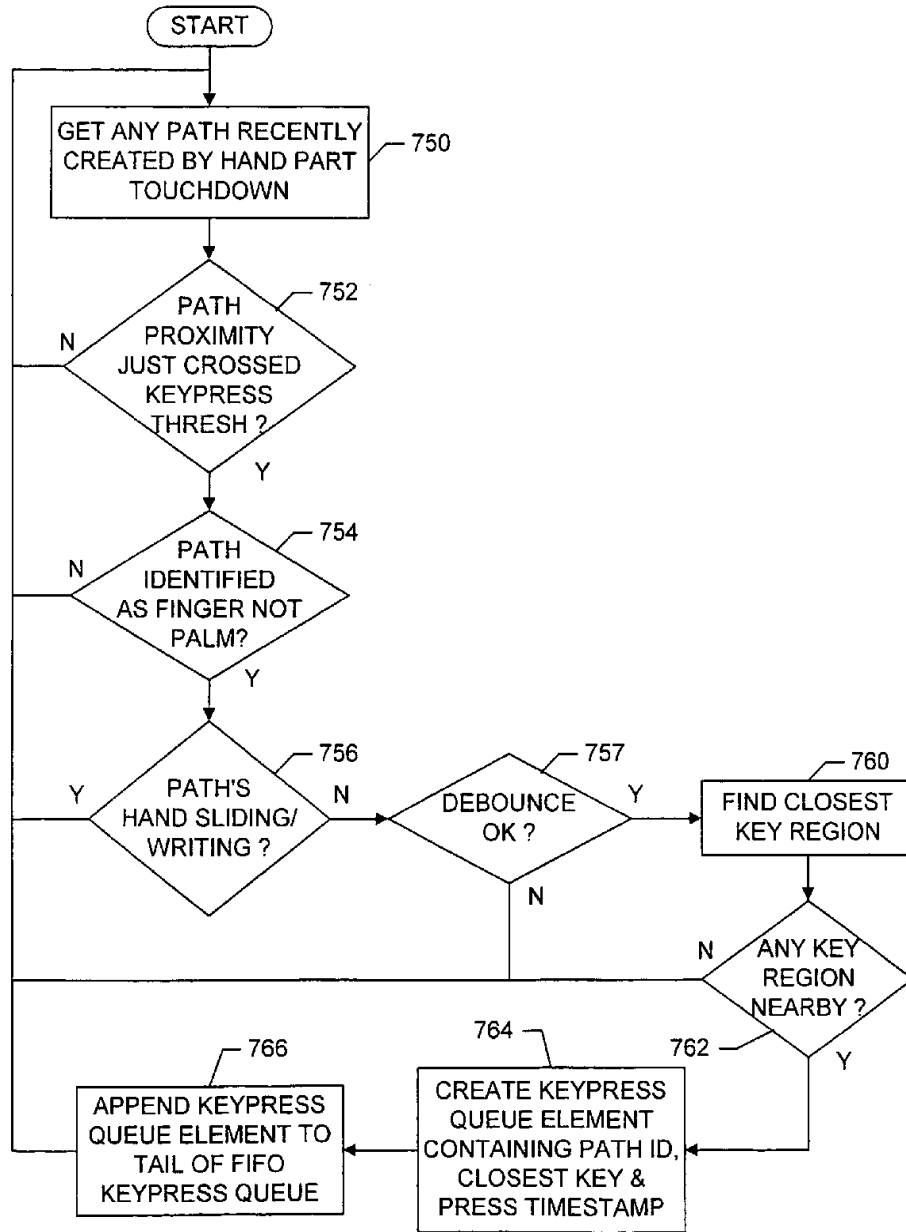 START
GET ANY PATH RECENTLY
CREATED BY HAND PART
TOUCHDOWN
750
752
PATH
PROXIMITY
JUST CROSSED
KEYPRESS
THRESH ?
N
Y
754
PATH
IDENTIFIED
AS FINGER NOT
PALM?
N
Y
756
PATH'S
HAND SLIDING/
WRITING ?
Y
N
757
DEBOUNCE
OK ?
Y
N
760
FIND CLOSEST
KEY REGION
ANY KEY
REGION
NEARBY ?
N
762
Y
764
CREATE KEYPRESS
QUEUE ELEMENT
CONTAINING PATH ID,
CLOSEST KEY &
PRESS TIMESTAMP
766
APPEND KEYPRESS
QUEUE ELEMENT TO
TAIL OF FIFO
KEYPRESS QUEUE